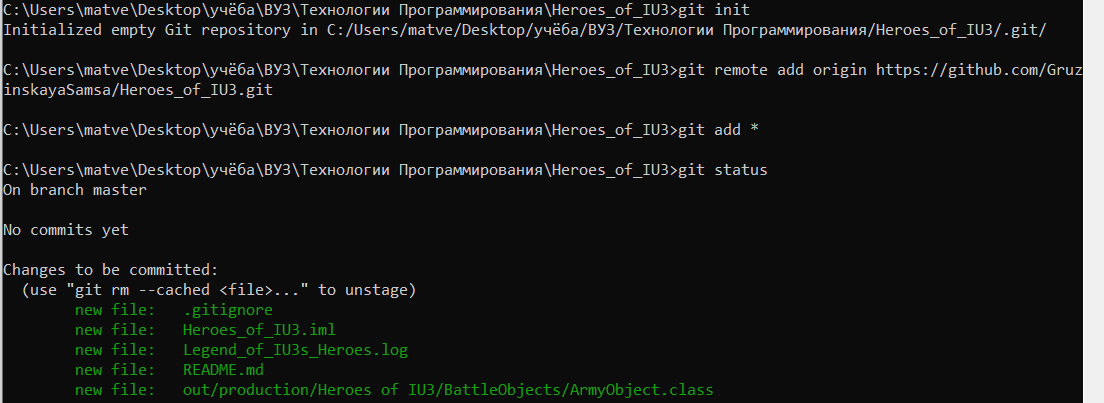 C:\Users\matve\Desktop\учёба\ВУЗ\Технологии Программирования\Heroes_of_IU3>git init
Initialized empty Git repository in C:/Users/matve/Desktop/учёба/ВУЗ/Технологии Программирования/Heroes_of_IU3/.git/
C:\Users\matve\Desktop\учёба\ВУЗ\Технологии Программирования\Heroes_of_IU3>git remote add origin https://github.com/Gruz
inskayaSamsa/Heroes_of_IU3.git
C:\Users\matve\Desktop\учёба\ВУЗ\Технологии Программирования\Heroes_of_IU3>git add *
C:\Users\matve\Desktop\учёба\ВУЗ\Технологии Программирования\Heroes_of_IU3>git status
On branch master
No commits yet
Changes to be committed:
  (use "git rm --cached <file>..." to unstage)
        new file:   .gitignore
        new file:   Heroes_of_IU3.iml
        new file:   Legend_of_IU3s_Heroes.log
        new file:   README.md
        new file:   out/production/Heroes of IU3/BattleObjects/ArmyObject.class